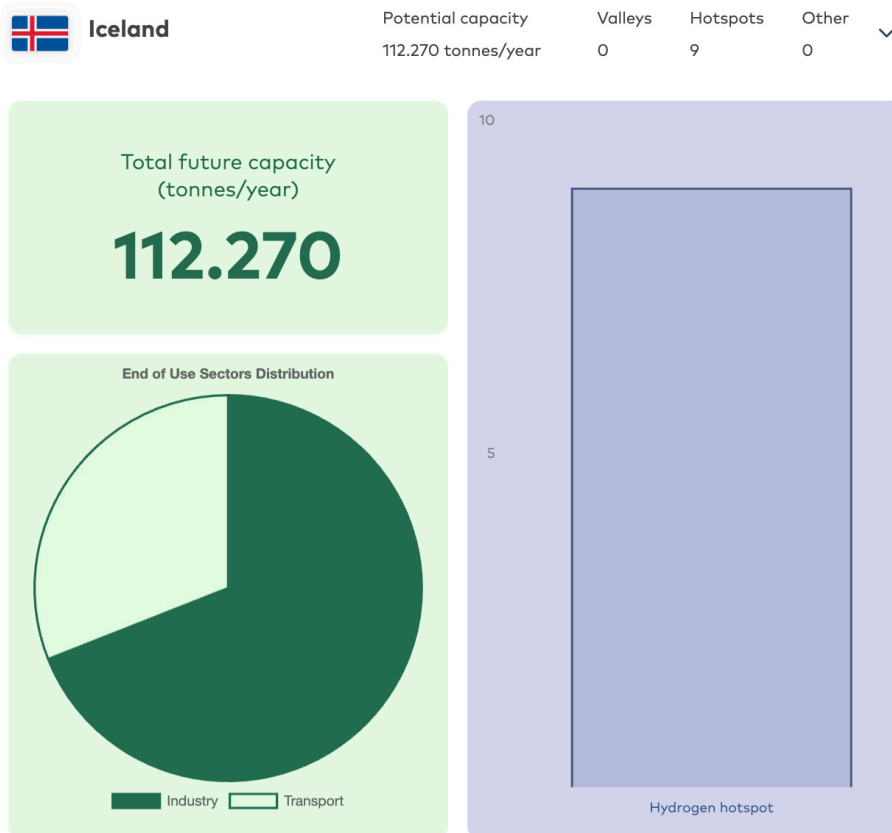 Iceland
Potential capacity
112.270 tonnes/year
Valleys
0
Hotspots
9
Other
0
Total future capacity
(tonnes/year)
112.270
End of Use Sectors Distribution
Industry
Transport
10
5
Hydrogen hotspot